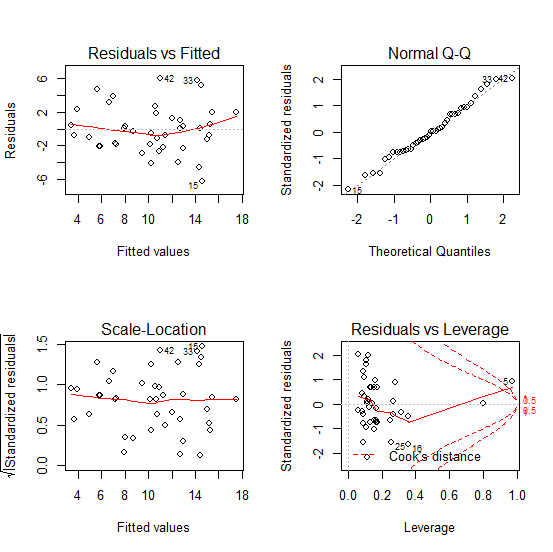 Residuals vs Fitted
Residuals
6
2
-2
-6
42
33
15
4 6 8 10 12 14 18
Fitted values
Normal Q-Q
Standardized residuals
2
1
0
-1
-2
33 42
15
-2 -1 0 1 2
Theoretical Quantiles
Scale-Location
√|Standardized residuals|
1.5
1.0
0.5
0.0
42
15
33
4 6 8 10 12 14 18
Fitted values
Residuals vs Leverage
Standardized residuals
2
1
0
-2
5
1
0.5
0.5
1
25
16
Cook's distance
0.0 0.2 0.4 0.6 0.8 1.0
Leverage